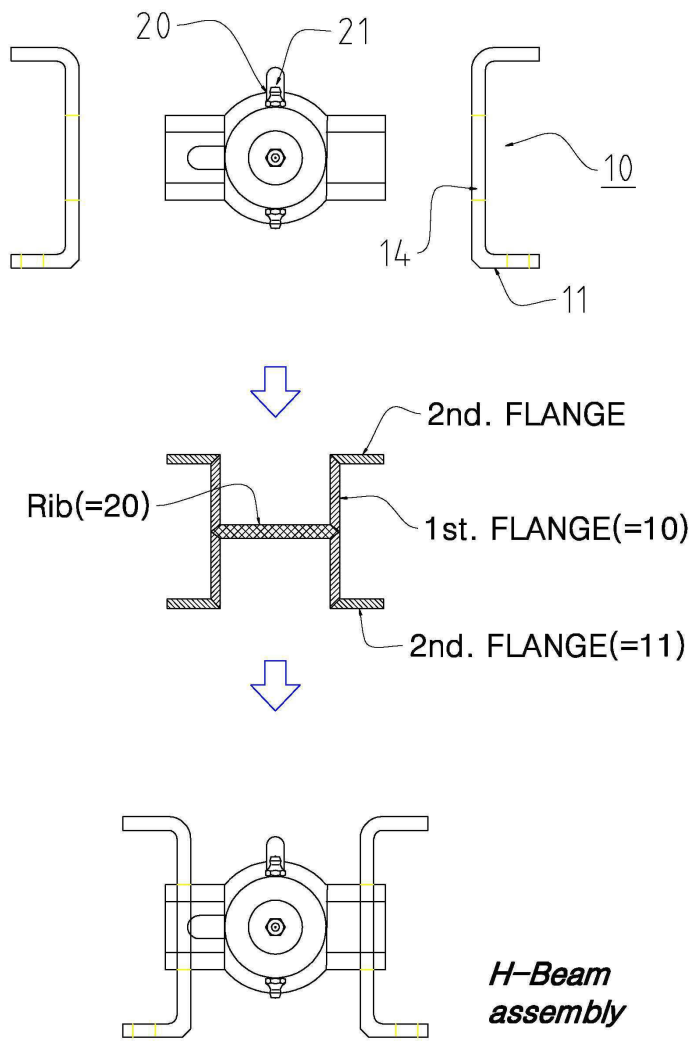 20
21
10
14
11
2nd. FLANGE
Rib(=20)
1st. FLANGE(=10)
2nd. FLANGE(=11)
H-Beam
assembly